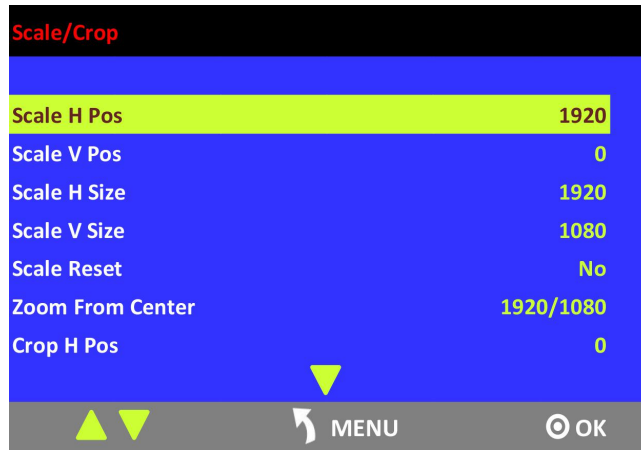 Scale/Crop
Scale H Pos 1920
Scale V Pos 0
Scale H Size 1920
Scale V Size 1080
Scale Reset No
Zoom From Center 1920/1080
Crop H Pos 0
MENU OK